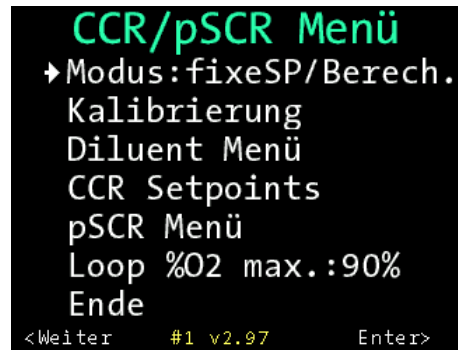 CCR/pSCR Menü
→Modus:fixeSP/Berech.
Kalibrierung
Diluent Menü
CCR Setpoints
pSCR Menü
Loop %O2 max.:90%
Ende
<Weiter #1 v2.97 Enter>